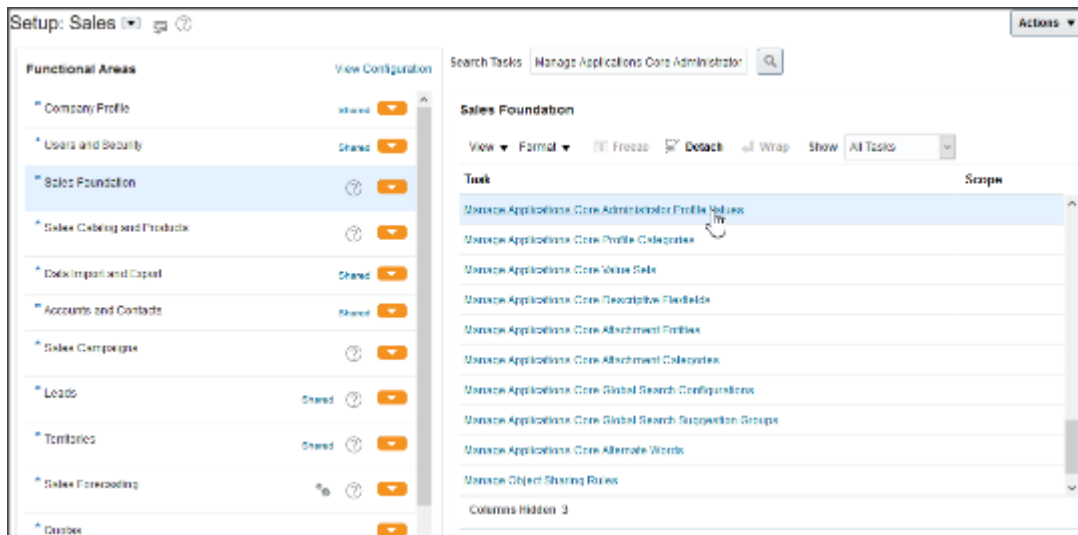 Setup: Sales
Actions
Functional Areas
View Configuration
Search Tasks
Manage Applications Core Administrator
Company Profile
Shared
Users and Security
Shared
Sales Foundation
Sales Catalog and Products
Data Import and Export
Shared
Accounts and Contacts
Shared
Sales Campaigns
Leads
Shared
Territories
Shared
Sales Forecasting
Quotes
Sales Foundation
View
Format
Freeze
Detach
Wrap
Show
All Tasks
Task
Scope
Manage Applications Core Administrator Profile Values
Manage Applications Core Profile Categories
Manage Applications Core Value Sets
Manage Applications Core Descriptive Flexfields
Manage Applications Core Attachment Entities
Manage Applications Core Attachment Categories
Manage Applications Core Global Search Configurations
Manage Applications Core Global Search Suggestion Groups
Manage Applications Core Alternate Words
Manage Object Sharing Rules
Columns Hidden 3